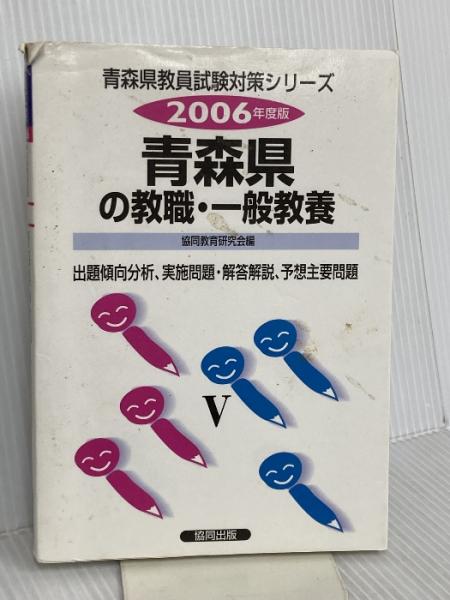 青森県教員試験対策シリーズ
2006年度版
青森県
の教職・一般教養
協同教育研究会編
出題傾向分析、実施問題・解答解説、予想主要問題
V
協同出版